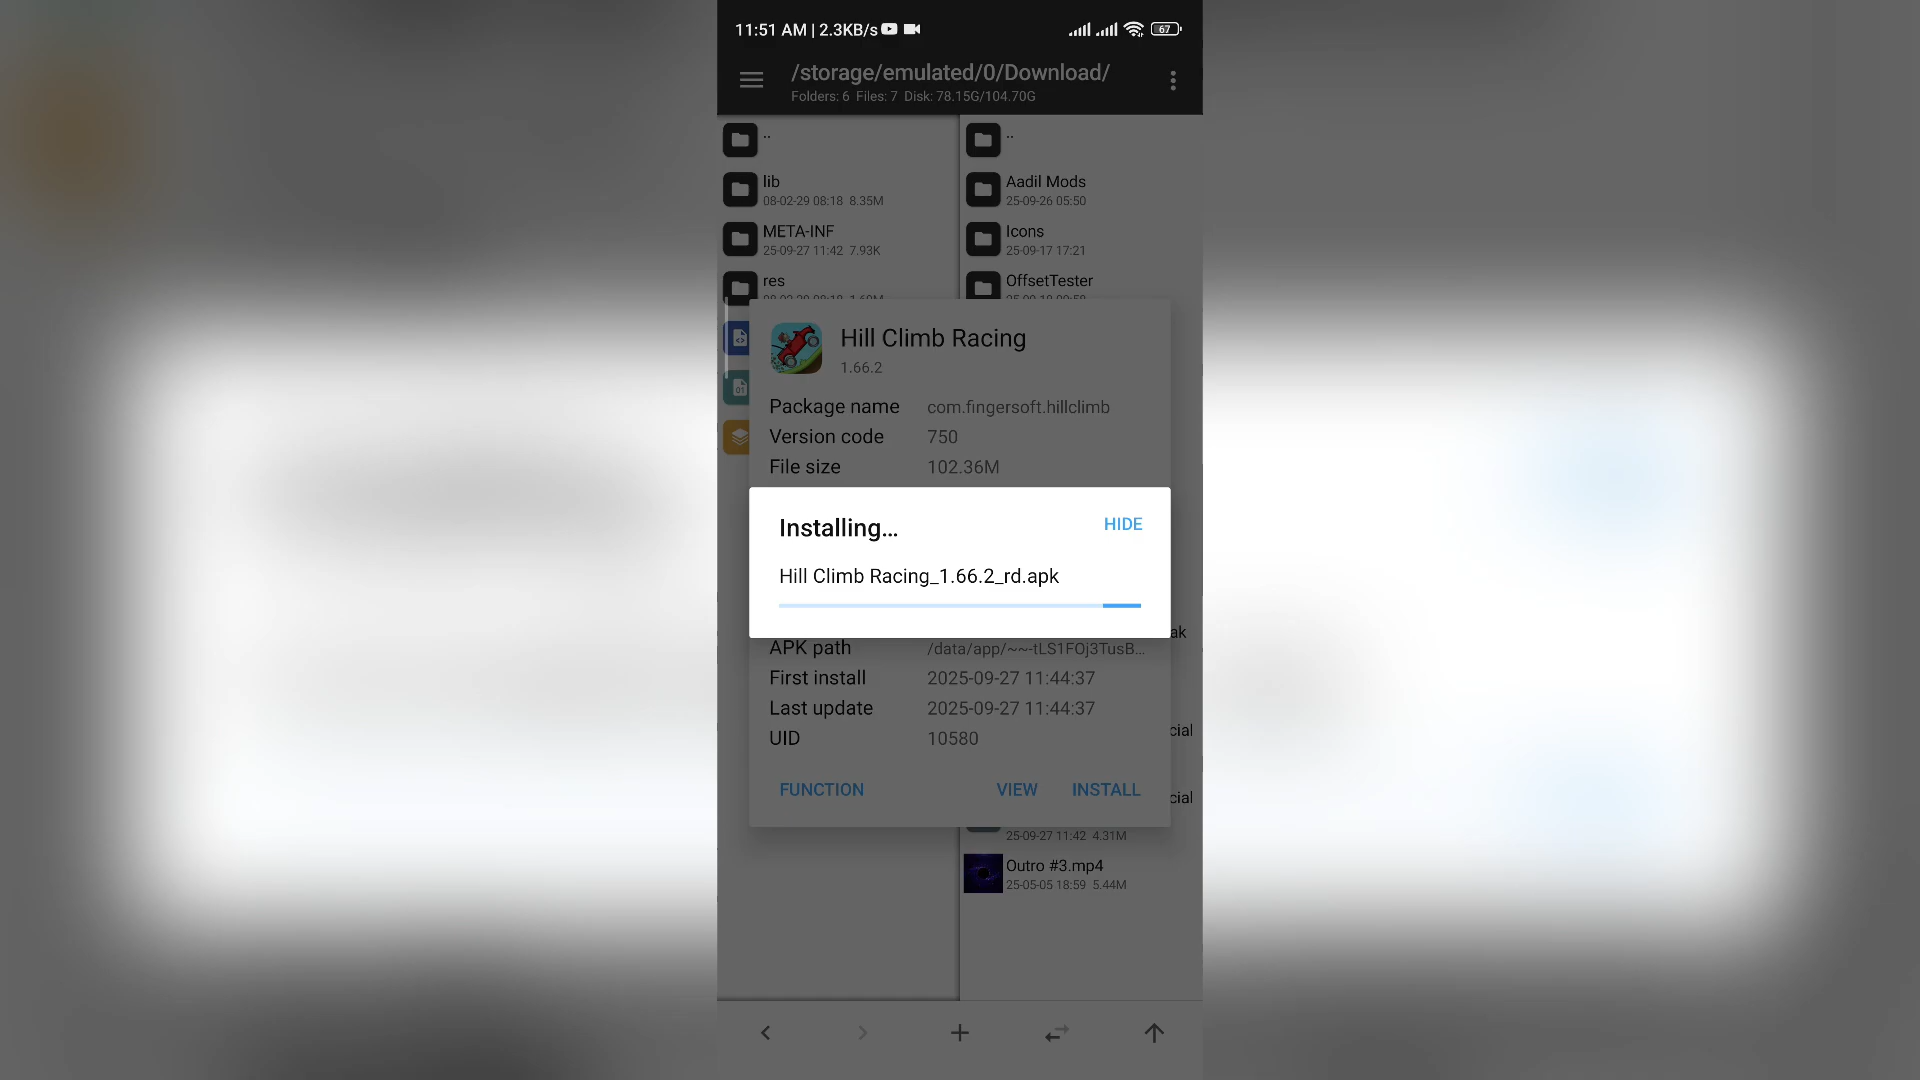 11:51 AM | 2.3KB/s
67
/storage/emulated/0/Download/
Folders: 6 Files: 7 Disk: 78.15G/104.70G
..
lib
08-02-29 08:18 8.35M
META-INF
25-09-27 11:42 7.93K
res
..
Aadil Mods
25-09-26 05:50
Icons
25-09-17 17:21
OffsetTester
Hill Climb Racing
1.66.2
Package name com.fingersoft.hillclimb
Version code 750
File size 102.36M
Installing...
HIDE
Hill Climb Racing_1.66.2_rd.apk
ak
APK path /data/app/~~-tLS1FOj3TusB...
First install 2025-09-27 11:44:37
Last update 2025-09-27 11:44:37
cial
UID 10580
FUNCTION VIEW INSTALL
cial
25-09-27 11:42 4.31M
Outro #3.mp4
25-05-05 18:59 5.44M